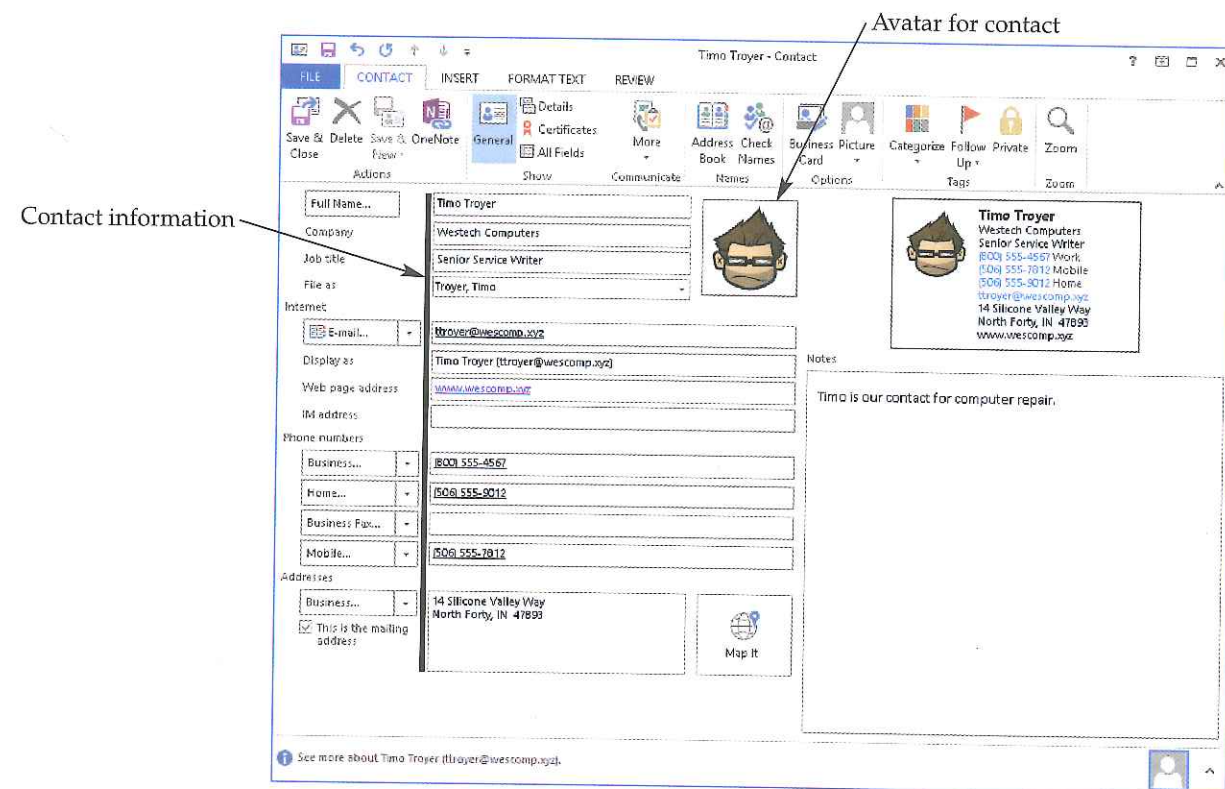 Avatar for contact
Timo Troyer - Contact
FILE CONTACT INSERT FORMAT TEXT REVIEW
Save & Close
Delete
Save & New
OneNote
General
Details
Certificates
All Fields
More
Address Book
Check Names
Business Card
Picture
Categorize
Follow Up
Private
Zoom
Actions Show Communicate Names Options Tags Zoom
Contact information
Full Name... Timo Troyer
Company Westech Computers
Job title Senior Service Writer
File as Troyer, Timo
Internet
E-mail... ttroyer@wescomp.xyz
Display as Timo Troyer (ttroyer@wescomp.xyz)
Web page address www.wescomp.xyz
IM address
Phone numbers
Business... (800) 555-4567
Home... (506) 555-9012
Business Fax...
Mobile... (506) 555-7812
Addresses
Business... 14 Silicone Valley Way
North Forty, IN 47893
This is the mailing
address
Map It
Timo Troyer
Westech Computers
Senior Service Writer
(800) 555-4567 Work
(506) 555-7812 Mobile
(506) 555-9012 Home
ttroyer@wescomp.xyz
14 Silicone Valley Way
North Forty, IN 47893
www.wescomp.xyz
Notes
Timo is our contact for computer repair.
See more about Timo Troyer (ttroyer@wescomp.xyz).